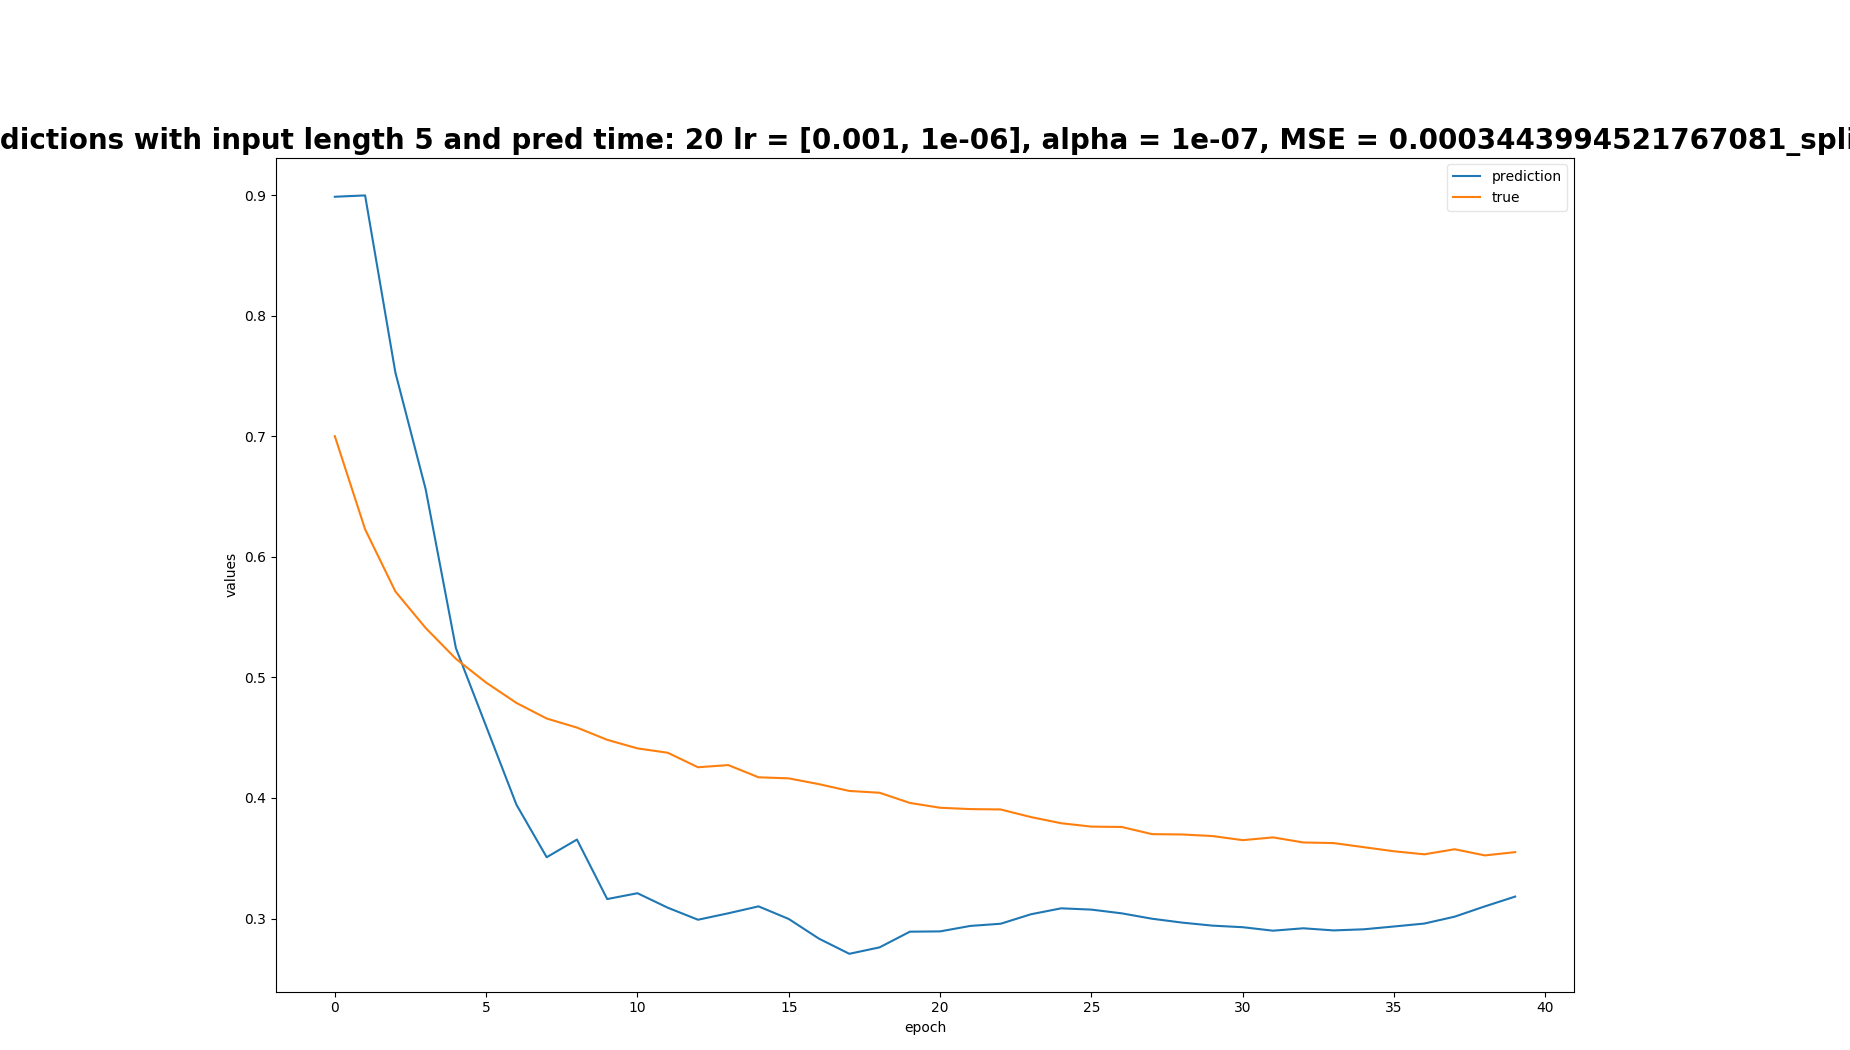 dictions with input length 5 and pred time: 20 lr = [0.001, 1e-06], alpha = 1e-07, MSE = 0.0003443994521767081_spli
prediction
true
0.9
0.8
0.7
0.6
0.5
0.4
0.3
values
0 5 10 15 20 25 30 35 40
epoch